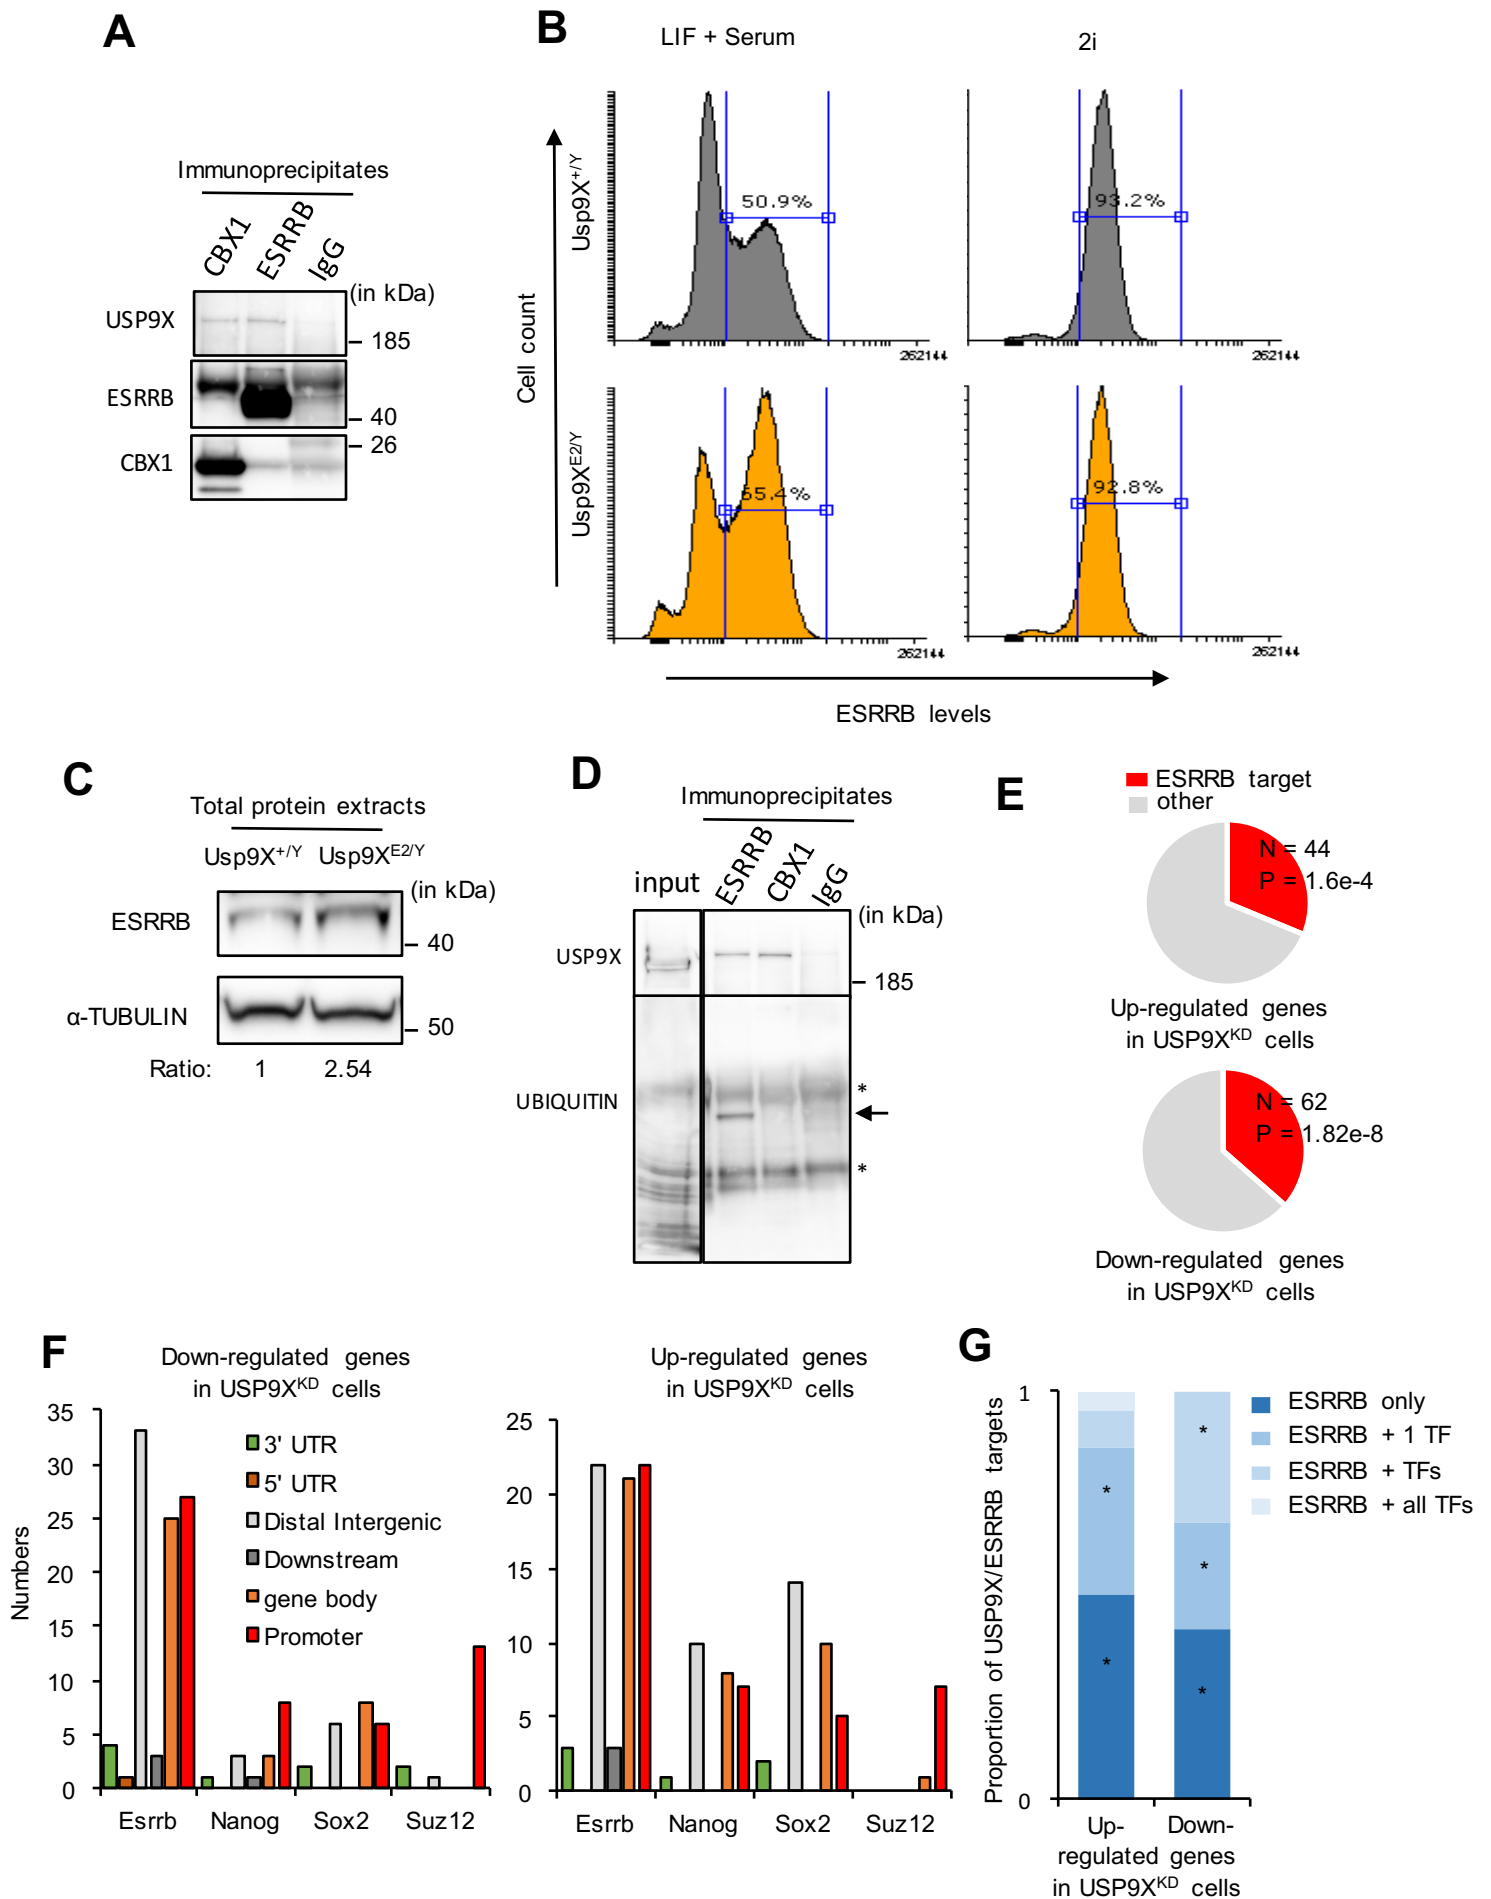 A
Immunoprecipitates
CBX1
ESRRB
IgG
(in kDa)
USP9X
185
ESRRB
40
26
CBX1
B
LIF + Serum
2i
Cell count
Usp9X+/Y
50.9%
262144
93.2%
262144
Usp9XE2/Y
65.4%
262144
92.8%
262144
ESRRB levels
C
Total protein extracts
Usp9X+/Y
Usp9XE2/Y
(in kDa)
ESRRB
40
α-TUBULIN
50
Ratio:
1
2.54
D
Immunoprecipitates
input
ESRRB
CBX1
IgG
(in kDa)
USP9X
185
UBIQUITIN
*
*
E
ESRRB target
other
N = 44
P = 1.6e-4
Up-regulated genes
in USP9XKD cells
N = 62
P = 1.82e-8
Down-regulated genes
in USP9XKD cells
F
Down-regulated genes
in USP9XKD cells
Numbers
35
30
25
20
15
10
5
0
3' UTR
5' UTR
Distal Intergenic
Downstream
gene body
Promoter
Esrrb
Nanog
Sox2
Suz12
Up-regulated genes
in USP9XKD cells
25
20
15
10
5
0
Esrrb
Nanog
Sox2
Suz12
G
Proportion of USP9X/ESRRB targets
1
0
*
*
*
*
*
ESRRB only
ESRRB + 1 TF
ESRRB + TFs
ESRRB + all TFs
Up-
Down-
regulated genes
in USP9XKD cells